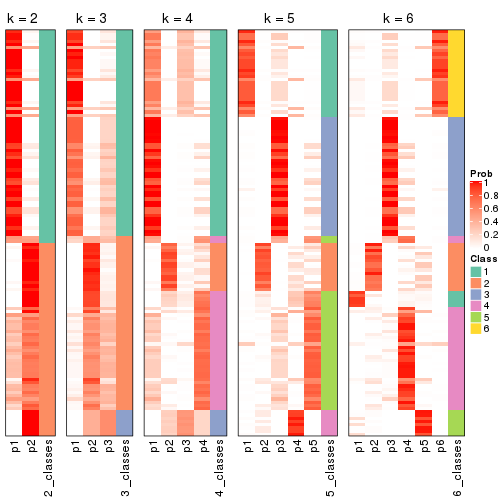 k = 2
k = 3
k = 4
k = 5
k = 6
Prob
1
0.8
0.6
0.4
0.2
0
Class
1
2
3
4
5
6
p1
p2
2_classes
p1
p2
p3
3_classes
p1
p2
p3
p4
4_classes
p1
p2
p3
p4
p5
5_classes
p1
p2
p3
p4
p5
p6
6_classes